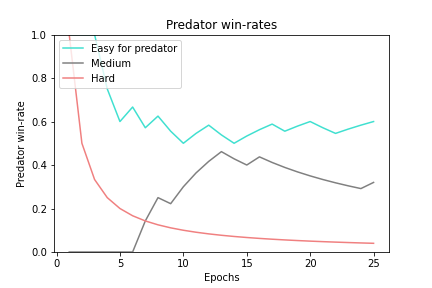 Predator win-rates
Easy for predator
Medium
Hard
Predator win-rate
1.0
0.8
0.6
0.4
0.2
0.0
0 5 10 15 20 25
Epochs